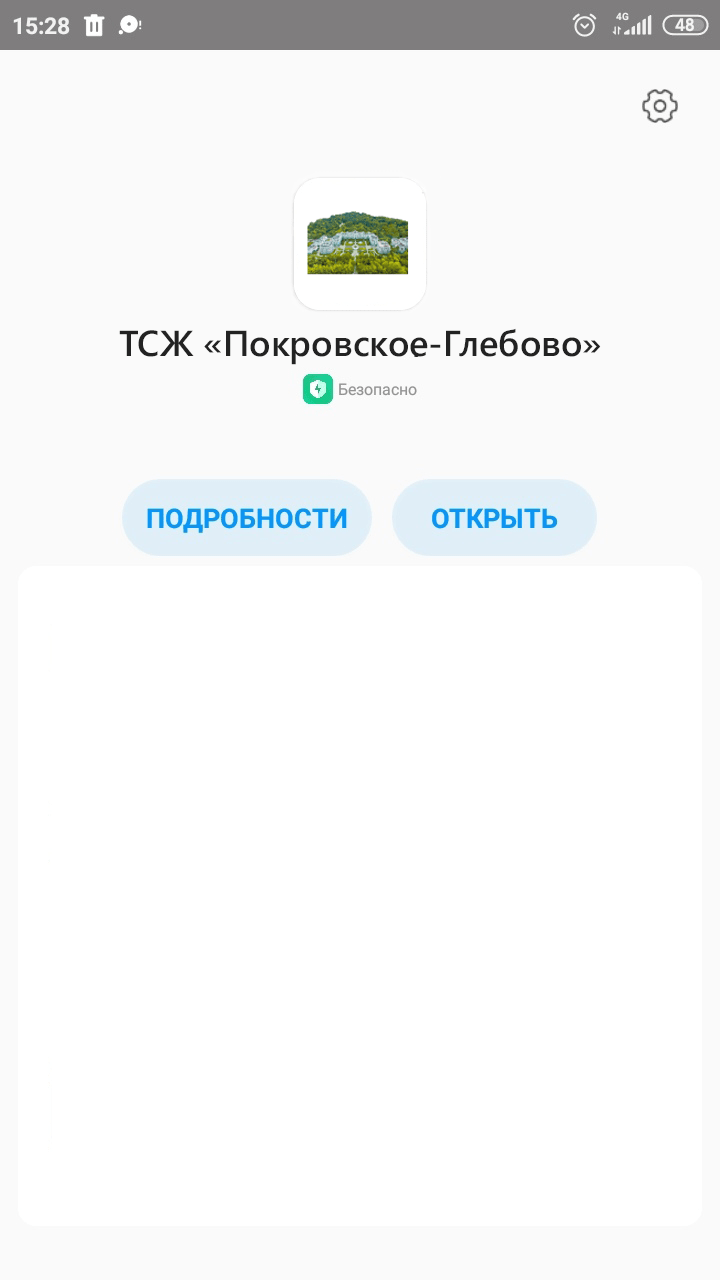 15:28
4G
48
ТСЖ «Покровское-Глебово»
Безопасно
ПОДРОБНОСТИ
ОТКРЫТЬ